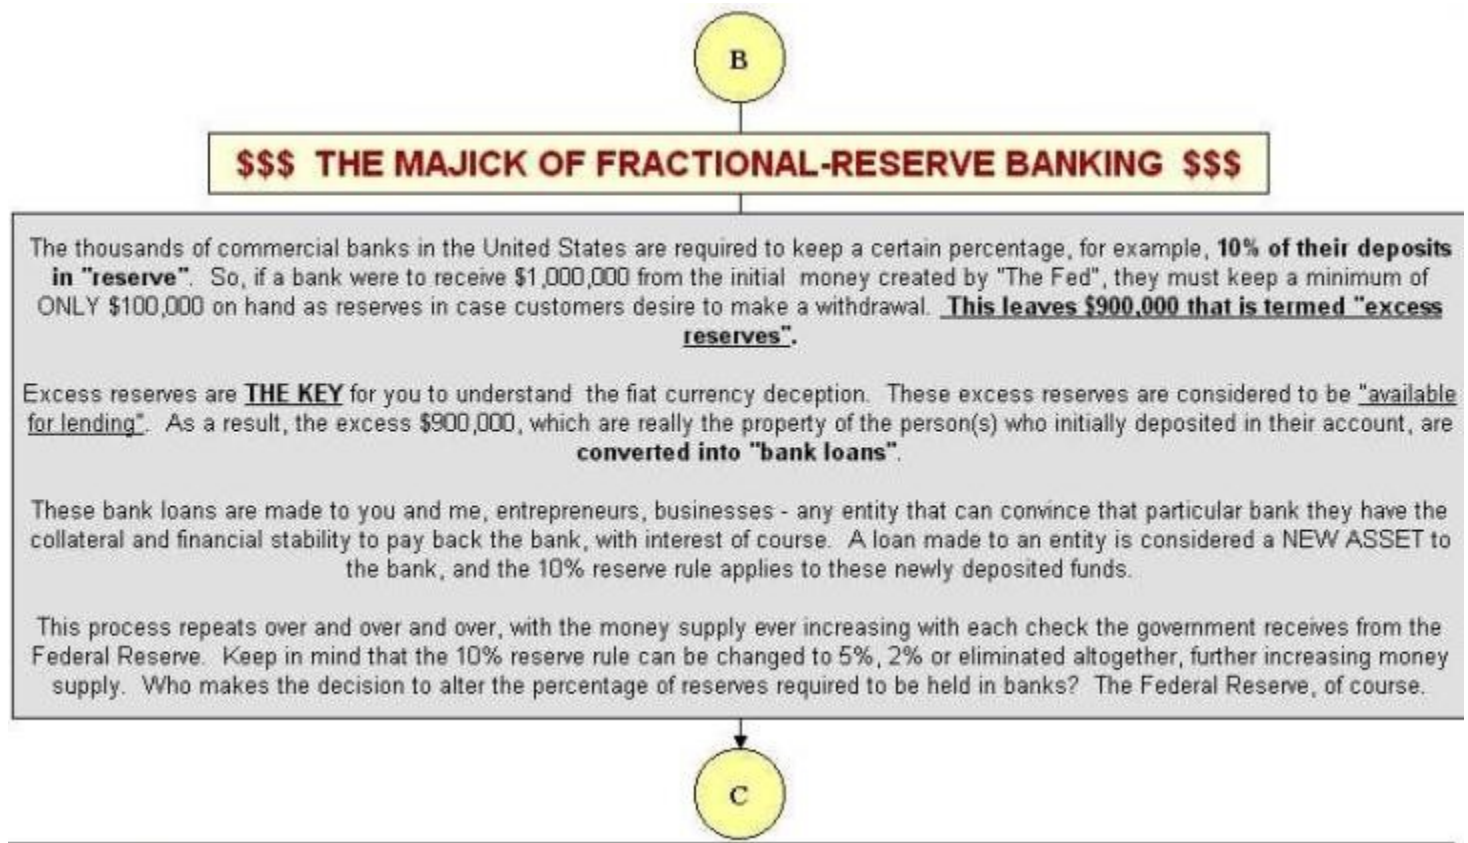 B
$$$ THE MAJICK OF FRACTIONAL-RESERVE BANKING $$$
The thousands of commercial banks in the United States are required to keep a certain percentage, for example, 10% of their deposits
in "reserve". So, if a bank were to receive $1,000,000 from the initial money created by "The Fed", they must keep a minimum of
ONLY $100,000 on hand as reserves in case customers desire to make a withdrawal. This leaves $900,000 that is termed "excess
reserves".
Excess reserves are THE KEY for you to understand the fiat currency deception. These excess reserves are considered to be "available
for lending". As a result, the excess $900,000, which are really the property of the person(s) who initially deposited in their account, are
converted into "bank loans".
These bank loans are made to you and me, entrepreneurs, businesses - any entity that can convince that particular bank they have the
collateral and financial stability to pay back the bank, with interest of course. A loan made to an entity is considered a NEW ASSET to
the bank, and the 10% reserve rule applies to these newly deposited funds.
This process repeats over and over and over, with the money supply ever increasing with each check the government receives from the
Federal Reserve. Keep in mind that the 10% reserve rule can be changed to 5%, 2% or eliminated altogether, further increasing money
supply. Who makes the decision to alter the percentage of reserves required to be held in banks? The Federal Reserve, of course.
C